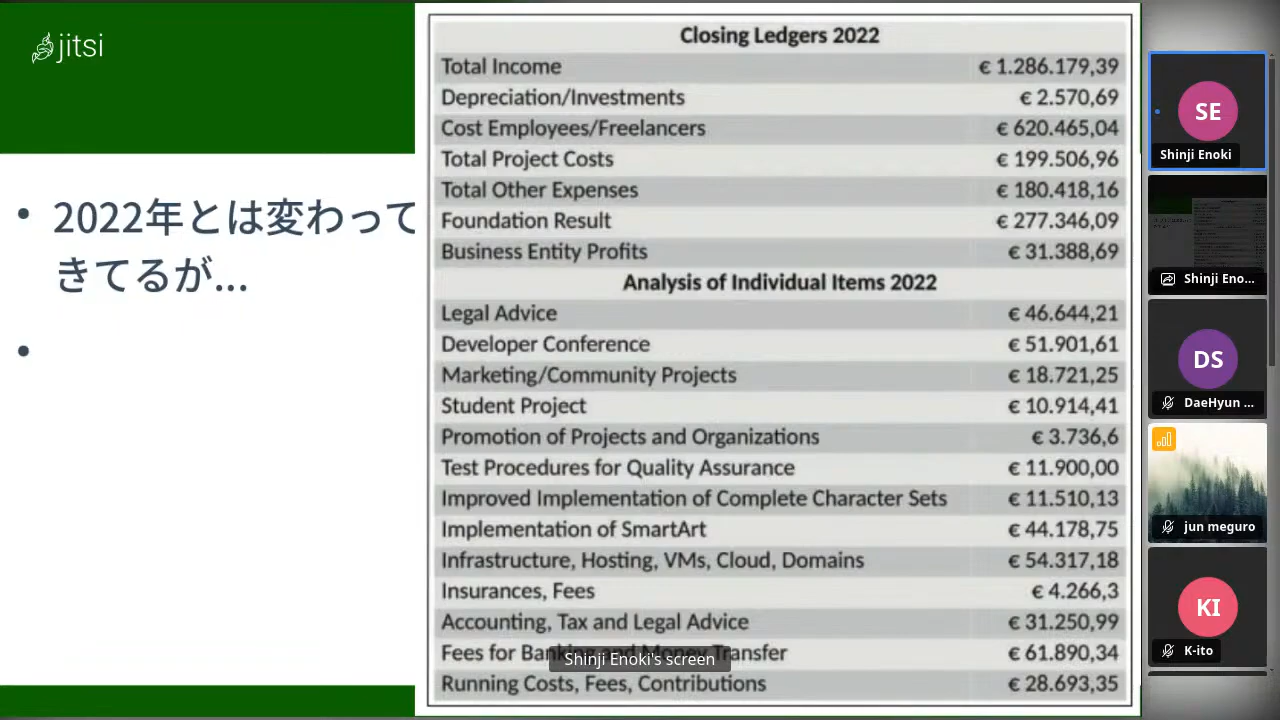 jitsi
• 2022年とは変わって
きてるが...
•
Closing Ledgers 2022
Total Income € 1.286.179,39
Depreciation/Investments € 2.570,69
Cost Employees/Freelancers € 620.465,04
Total Project Costs € 199.506,96
Total Other Expenses € 180.418,16
Foundation Result € 277.346,09
Business Entity Profits € 31.388,69
Analysis of Individual Items 2022
Legal Advice € 46.644,21
Developer Conference € 51.901,61
Marketing/Community Projects € 18.721,25
Student Project € 10.914,41
Promotion of Projects and Organizations € 3.736,6
Test Procedures for Quality Assurance € 11.900,00
Improved Implementation of Complete Character Sets € 11.510,13
Implementation of SmartArt € 44.178,75
Infrastructure, Hosting, VMs, Cloud, Domains € 54.317,18
Insurances, Fees € 4.266,3
Accounting, Tax and Legal Advice € 31.250,99
Fees for Banking and Money Transfer € 61.890,34
Running Costs, Fees, Contributions € 28.693,35
Shinji Enoki's screen
SE
Shinji Enoki
Shinji Eno...
DS
DaeHyun ...
jun meguro
KI
K-ito